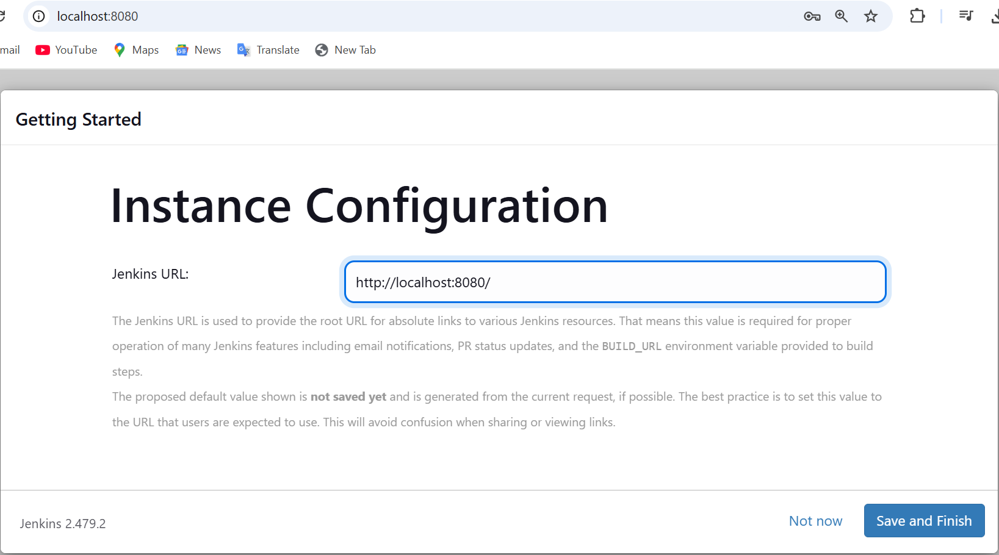 localhost:8080
mail YouTube Maps News Translate New Tab
Getting Started
Instance Configuration
Jenkins URL:
http://localhost:8080/
The Jenkins URL is used to provide the root URL for absolute links to various Jenkins resources. That means this value is required for proper
operation of many Jenkins features including email notifications, PR status updates, and the BUILD_URL environment variable provided to build
steps.
The proposed default value shown is not saved yet and is generated from the current request, if possible. The best practice is to set this value to
the URL that users are expected to use. This will avoid confusion when sharing or viewing links.
Jenkins 2.479.2
Not now
Save and Finish